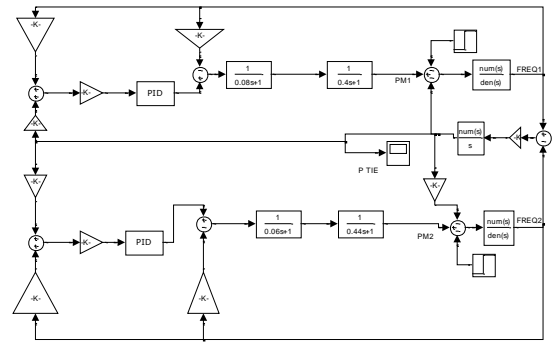 -K-
-K-
FREQ1
1
0.08s+1
1
0.4s+1
num(s)
den(s)
-K-
PID
PM1
-K-
num(s)
s
-K
P TIE
-K-
-K-
1
0.06s+1
1
0.44s+1
num(s)
den(s)
FREQ2
-K-
PID
PM2
-K-
-K-